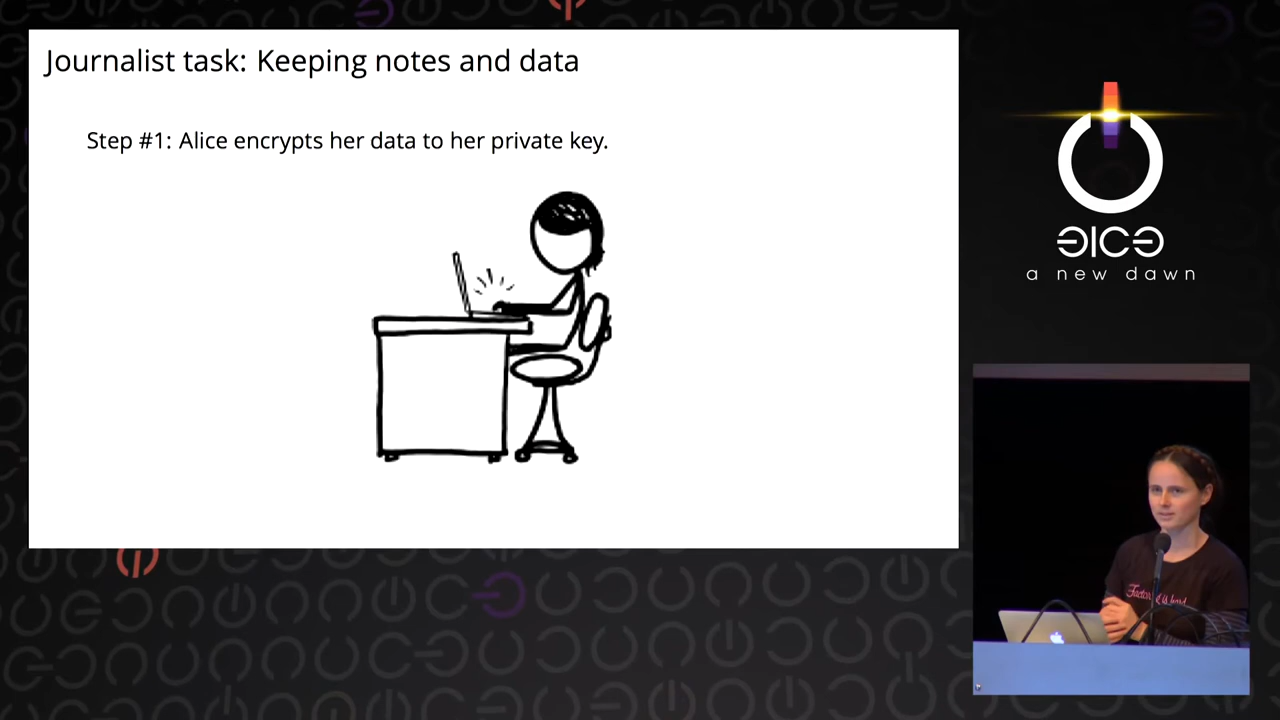 Journalist task: Keeping notes and data
Step #1: Alice encrypts her data to her private key.
a new dawn